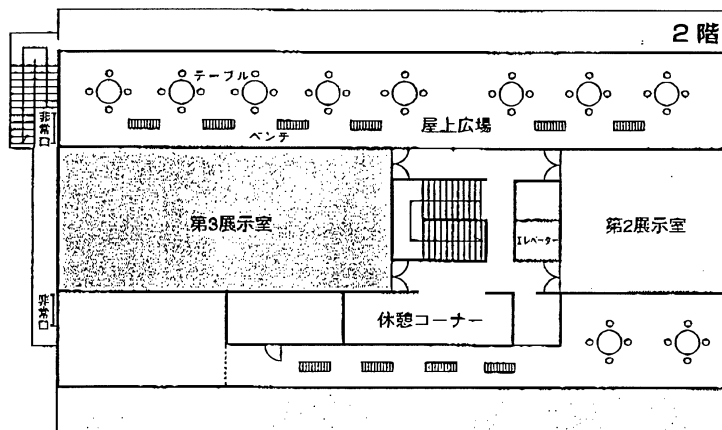 2階
テーブル
非常口
ベンチ
屋上広場
第3展示室
エレベーター
第2展示室
非常口
休憩コーナー